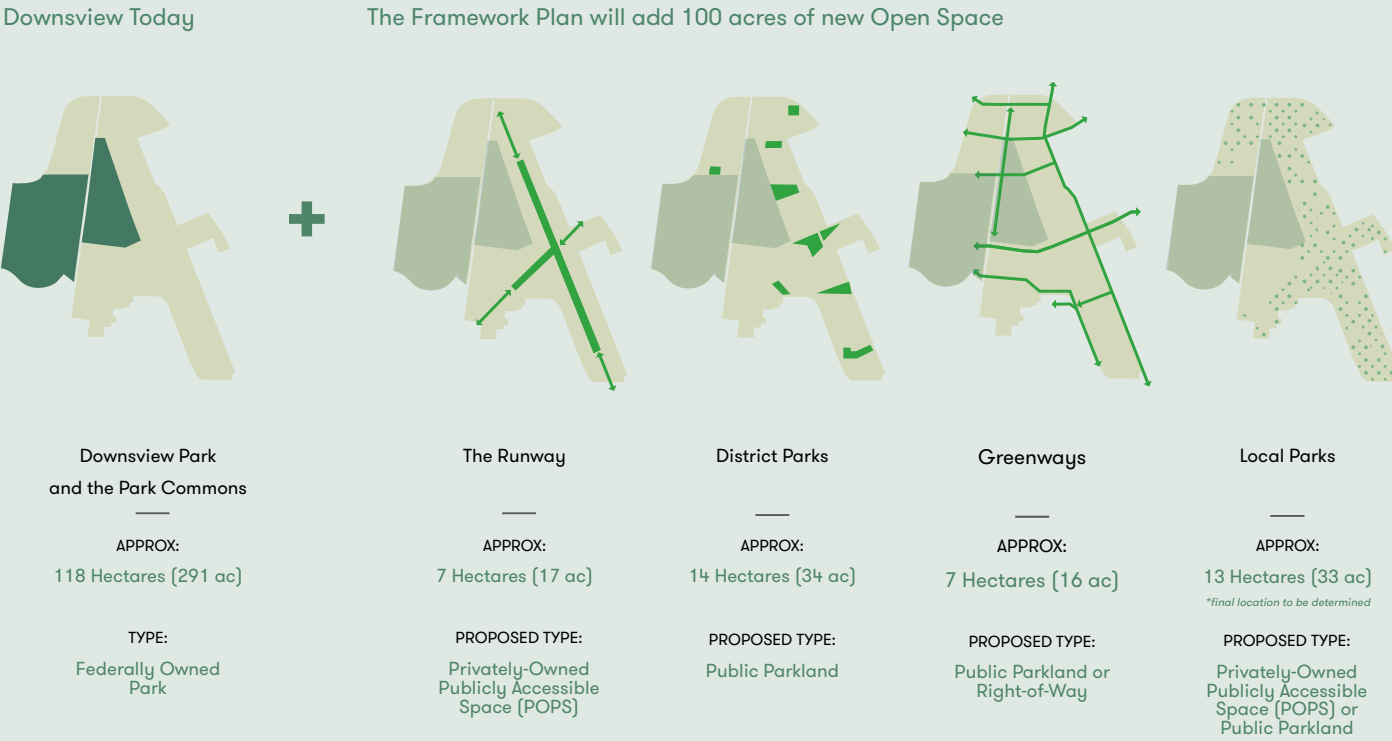 Downsview Today
The Framework Plan will add 100 acres of new Open Space
Downsview Park
and the Park Commons
APPROX:
118 Hectares (291 ac)
TYPE:
Federally Owned
Park
The Runway
APPROX:
7 Hectares (17 ac)
PROPOSED TYPE:
Privately-Owned
Publicly Accessible
Space (POPS)
District Parks
APPROX:
14 Hectares (34 ac)
PROPOSED TYPE:
Public Parkland
Greenways
APPROX:
7 Hectares (16 ac)
PROPOSED TYPE:
Public Parkland or
Right-of-Way
Local Parks
APPROX:
13 Hectares (33 ac)
*final location to be determined
PROPOSED TYPE:
Privately-Owned
Publicly Accessible
Space (POPS) or
Public Parkland